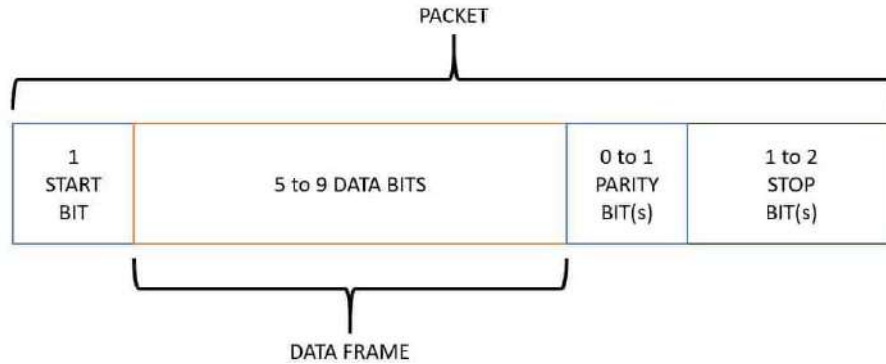 PACKET
1
START
BIT
5 to 9 DATA BITS
0 to 1
PARITY
BIT(s)
1 to 2
STOP
BIT(s)
DATA FRAME